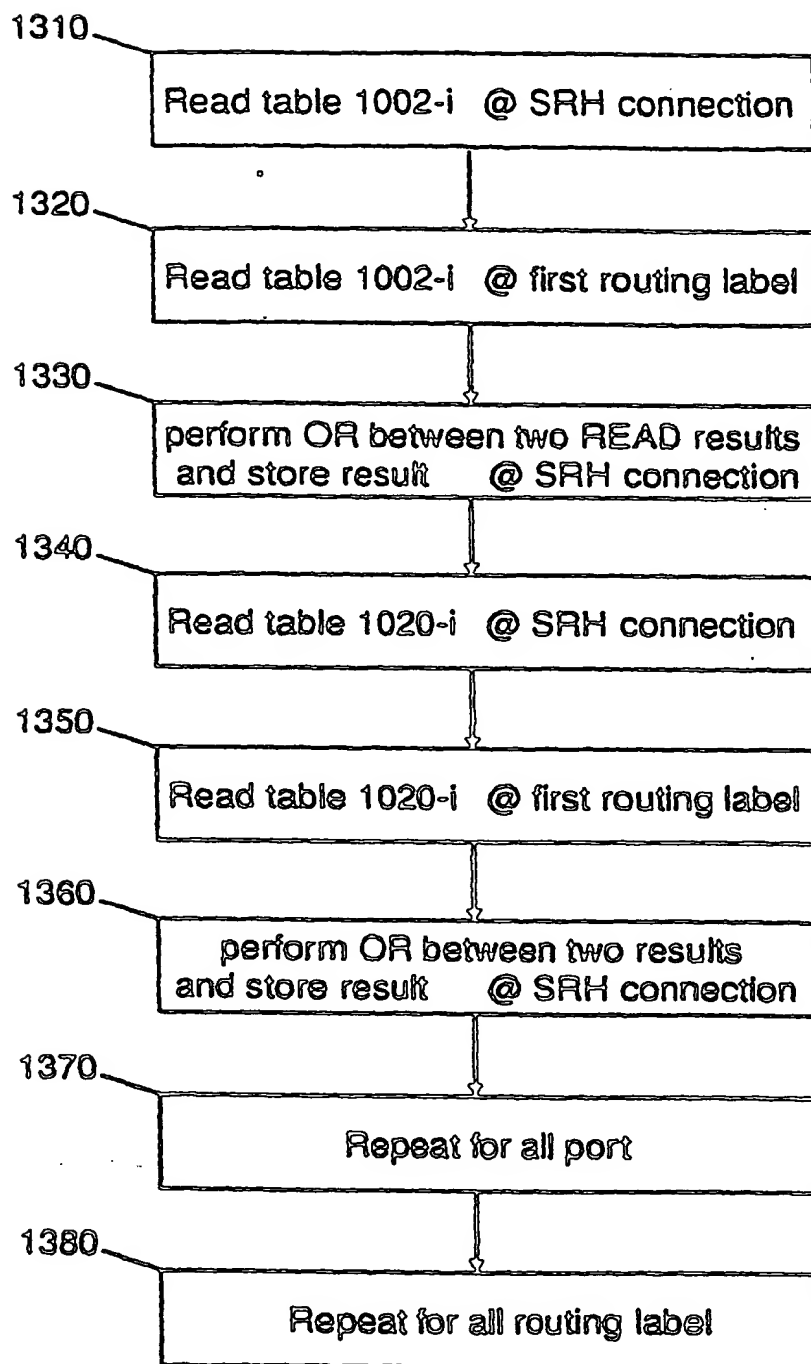 1310
Read table 1002-i @ SRH connection
1320
Read table 1002-i @ first routing label
1330
perform OR between two READ results
and store result @ SRH connection
1340
Read table 1020-i @ SRH connection
1350
Read table 1020-i @ first routing label
1360
perform OR between two results
and store result @ SRH connection
1370
Repeat for all port
1380
Repeat for all routing label